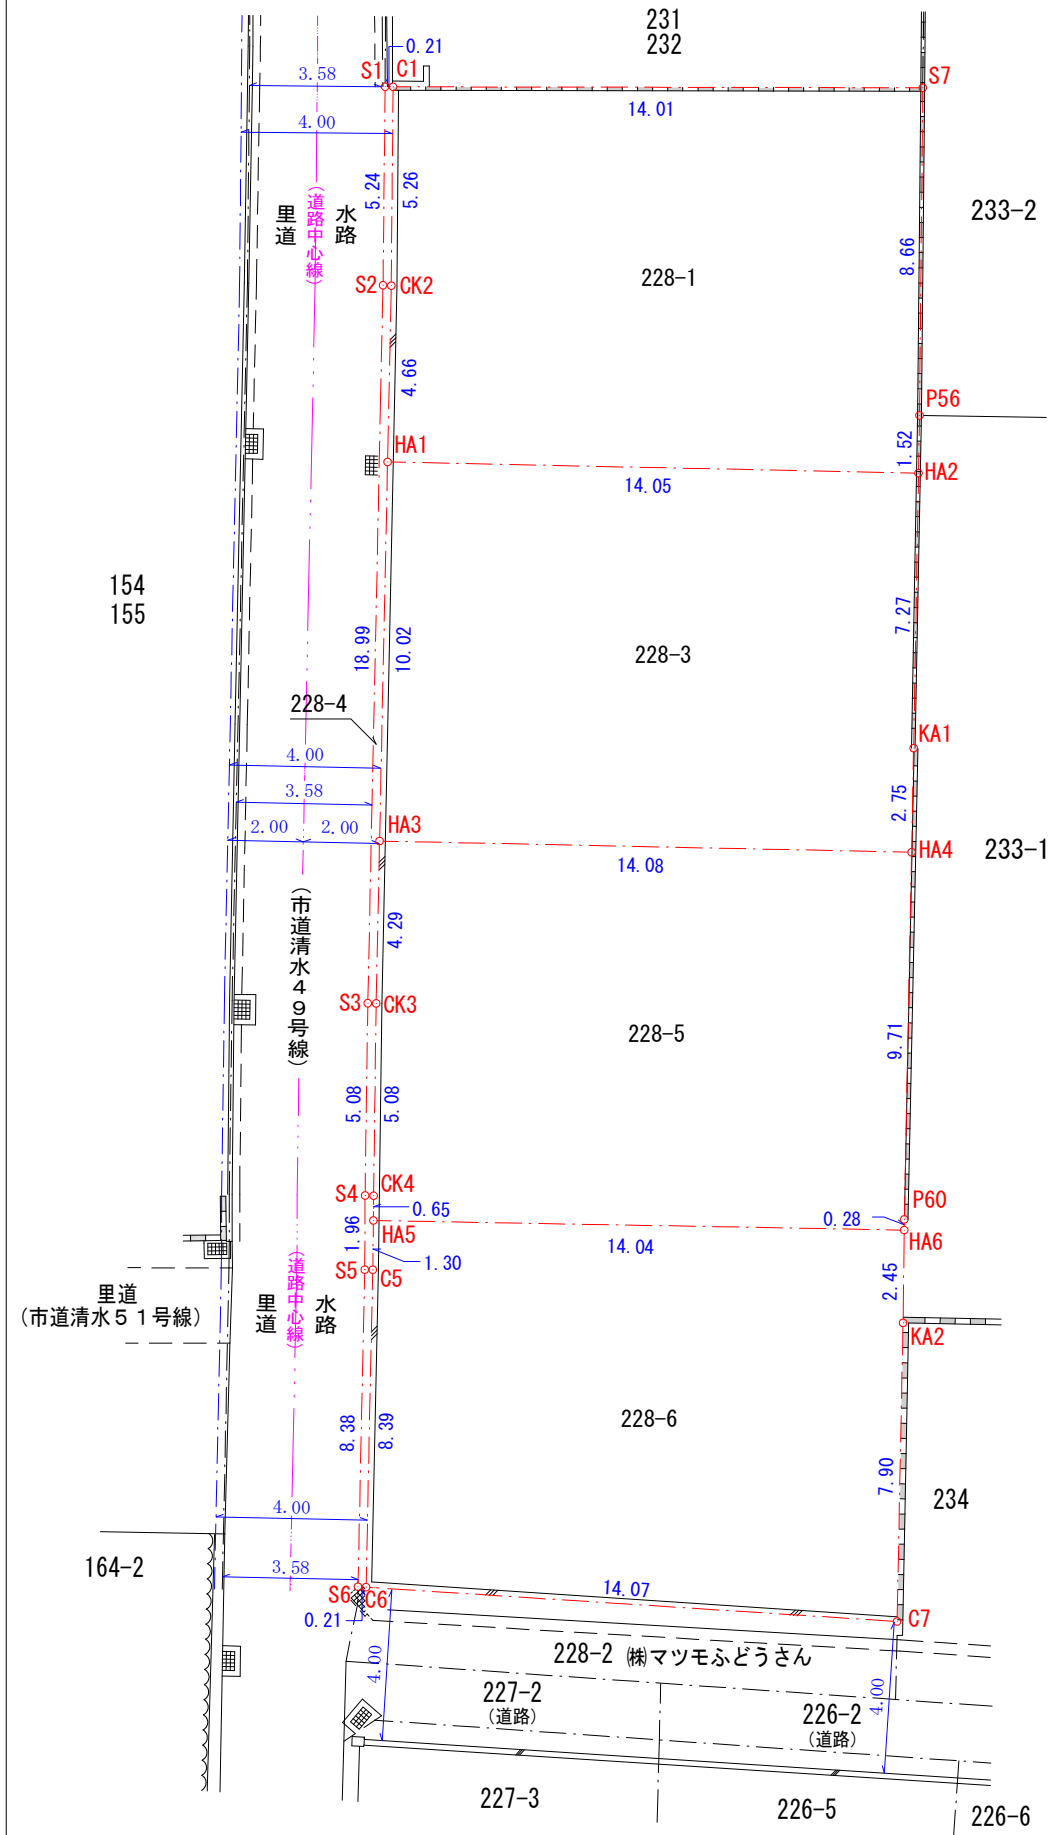 231
232
0.21
S1
C1
S7
3.58
14.01
4.00
5.24
5.26
里道
(道路中心線)
水路
233-2
8.66
228-1
S2
CK2
4.66
P56
HA1
1.52
HA2
14.05
154
155
7.27
18.99
10.02
228-3
228-4
KA1
4.00
2.75
3.58
2.00
2.00
HA3
HA4
233-1
14.08
(市道清水49号線)
4.29
S3
CK3
228-5
9.71
5.08
5.08
S4
CK4
0.65
P60
0.28
1.96
HA5
HA6
14.04
1.30
S5
C5
2.45
里道
(市道清水51号線)
里道
(道路中心線)
水路
KA2
228-6
8.38
8.39
7.90
234
4.00
164-2
3.58
S6
C6
14.07
0.21
C7
228-2 ㈱マツモふどうさん
4.00
227-2
(道路)
226-2
(道路)
4.00
227-3
226-5
226-6